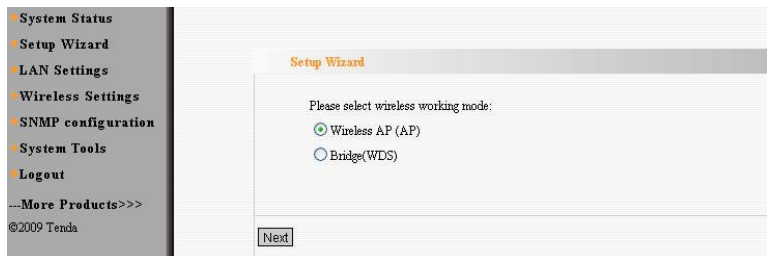 System Status
Setup Wizard
LAN Settings
Wireless Settings
SNMP configuration
System Tools
Logout
---More Products>>>
©2009 Tenda
Setup Wizard
Please select wireless working mode:
Wireless AP (AP)
Bridge(WDS)
Next